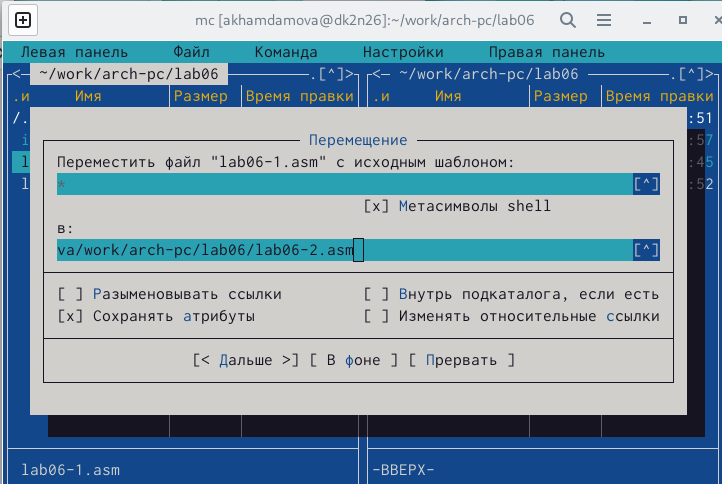 mc [akhamdamova@dk2n26]:~/work/arch-pc/lab06
Левая панель Файл Команда Настройки Правая панель
<— ~/work/arch-pc/lab06 —.[^]> <— ~/work/arch-pc/lab06 —.[^]>
.и Имя Размер Время правки .и Имя Размер Время правки
/. :51
i :57
l :45
l :52
Перемещение
Переместить файл "lab06-1.asm" с исходным шаблоном:
* [^]
[x] Метасимволы shell
в:
va/work/arch-pc/lab06/lab06-2.asm [^]
[ ] Разыменовывать ссылки [ ] Внутрь подкаталога, если есть
[x] Сохранять атрибуты [ ] Изменять относительные ссылки
[< Дальше >] [ В фоне ] [ Прервать ]
lab06-1.asm -ВВЕРХ-